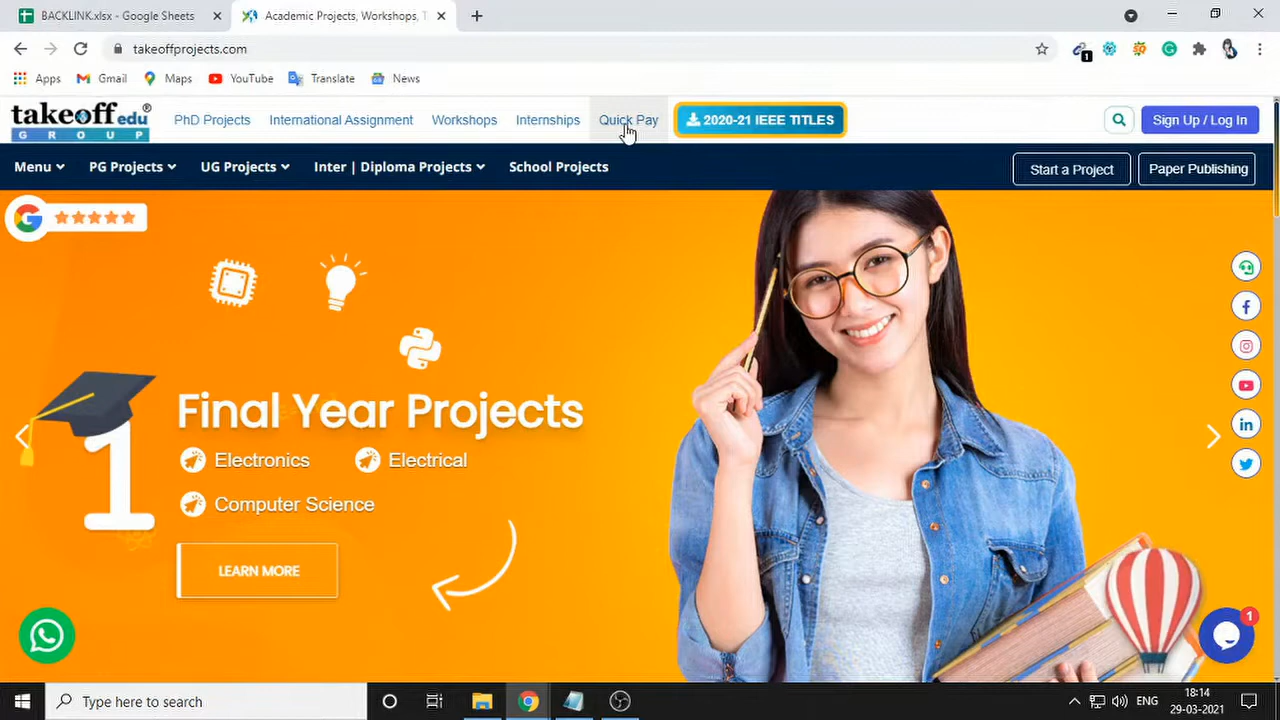 BACKLINK.xlsx - Google Sheets
Academic Projects, Workshops, T
takeoffprojects.com
1
Apps
Gmail
Maps
YouTube
Translate
News
takeoff edu®
GROUP
PhD Projects
International Assignment
Workshops
Internships
Quick Pay
2020-21 IEEE TITLES
Sign Up / Log In
Menu
PG Projects
UG Projects
Inter | Diploma Projects
School Projects
Start a Project
Paper Publishing
1
Final Year Projects
Electronics
Electrical
Computer Science
LEARN MORE
1
Type here to search
ENG
18:14
29-03-2021